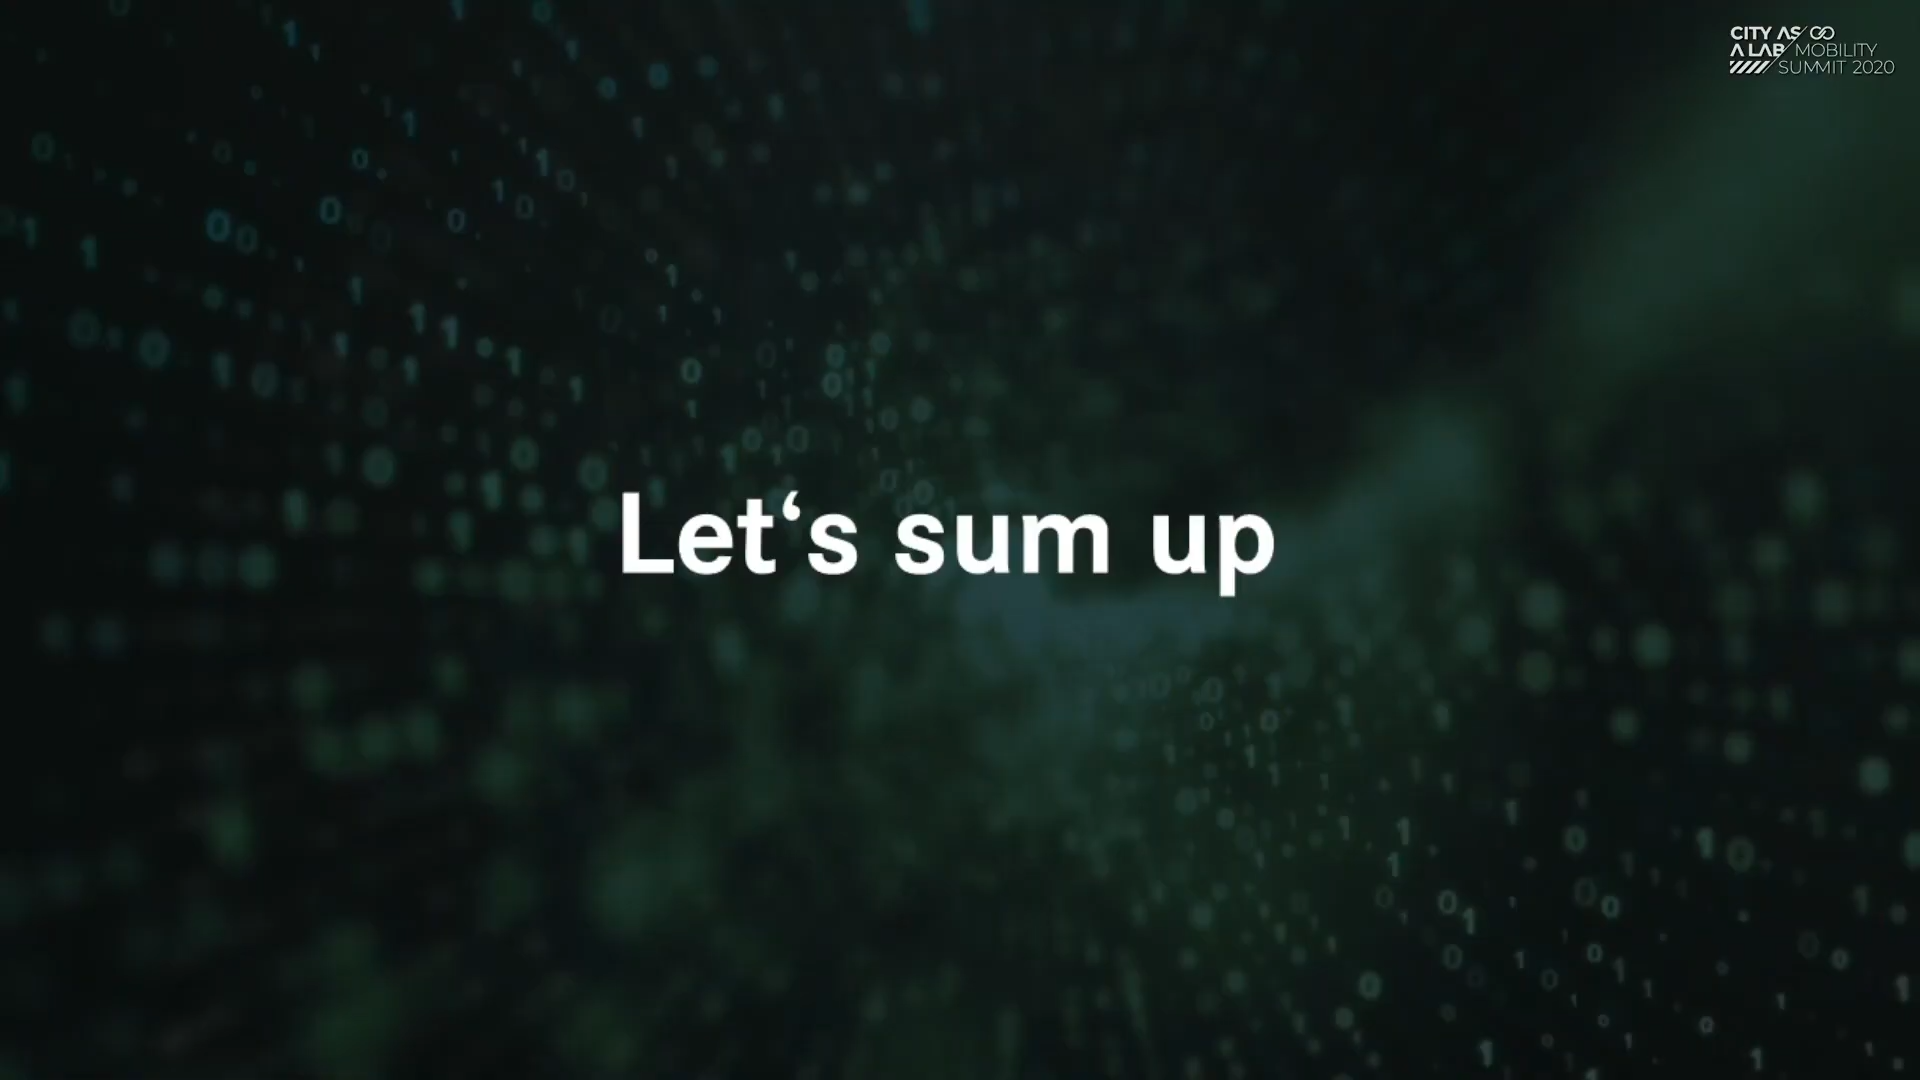 CITY AS
A LAB MOBILITY
SUMMIT 2020
Let‘s sum up